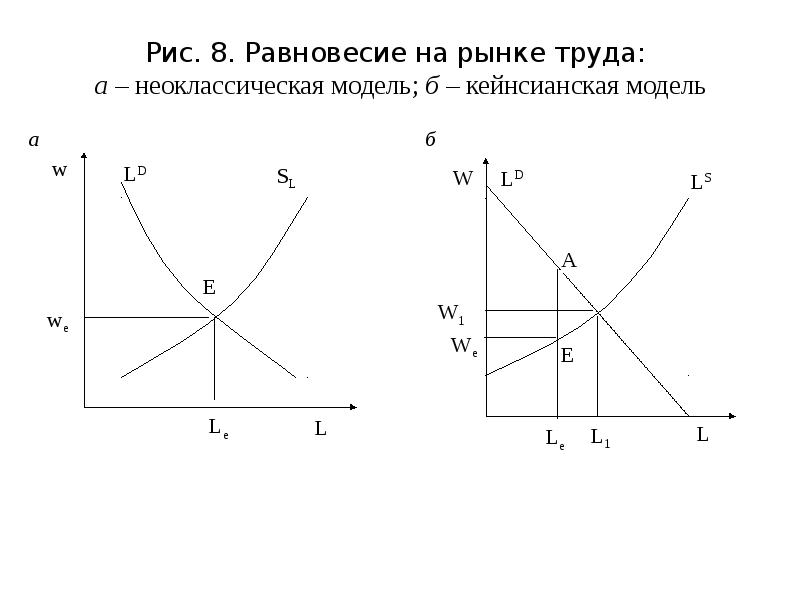 Рис. 8. Равновесие на рынке труда:
а – неоклассическая модель; б – кейнсианская модель
а
w
L^D
S_L
E
w_e
L_e
L
б
W
L^D
L^S
A
W_1
W_e
E
L_e
L_1
L